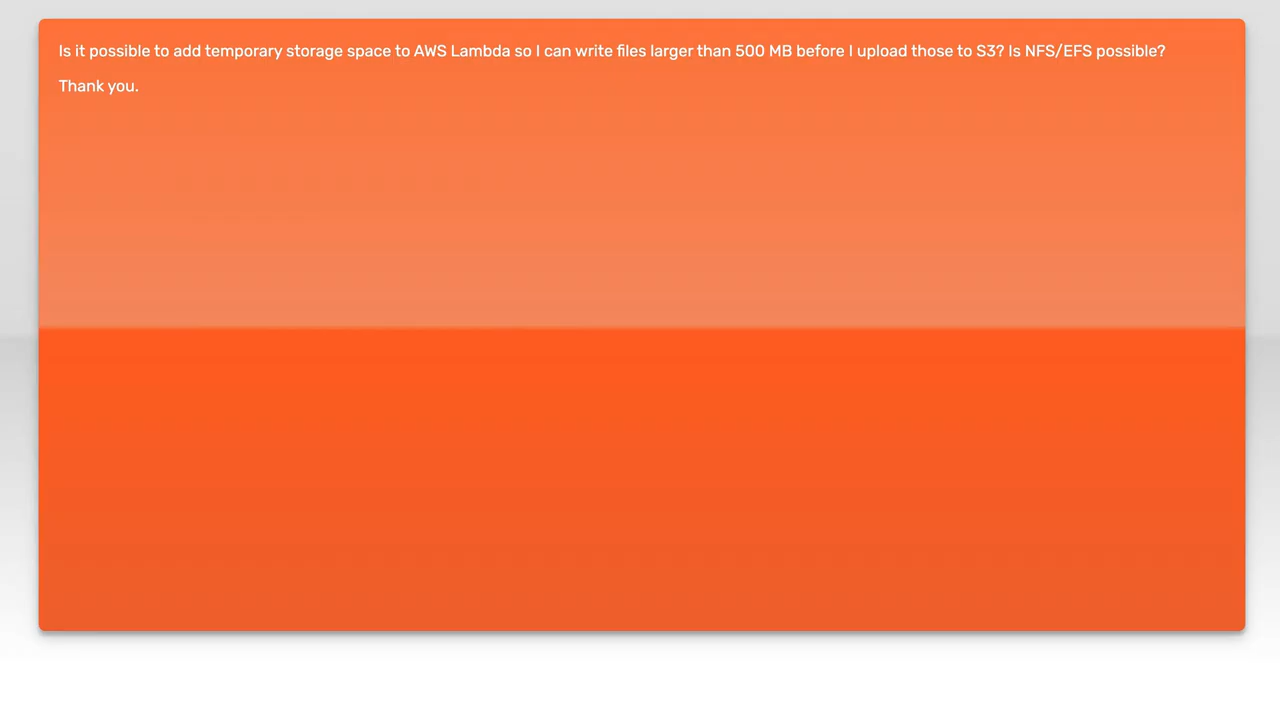 Is it possible to add temporary storage space to AWS Lambda so I can write files larger than 500 MB before I upload those to S3? Is NFS/EFS possible?
Thank you.